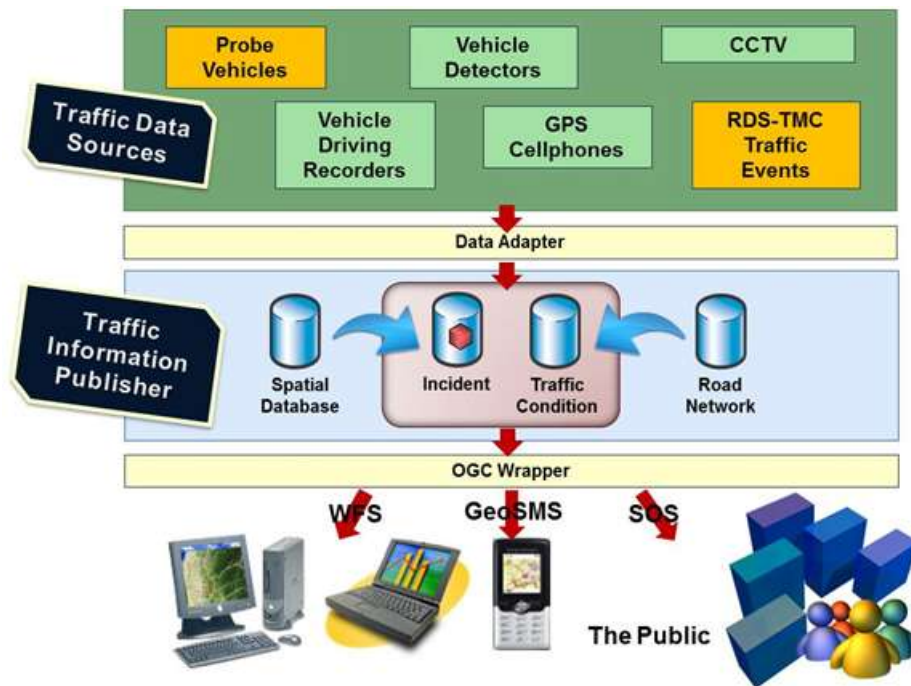 Probe
Vehicles
Vehicle
Detectors
CCTV
Traffic Data
Sources
Vehicle
Driving
Recorders
GPS
Cellphones
RDS-TMC
Traffic
Events
Data Adapter
Traffic
Information
Publisher
Spatial
Database
Incident
Traffic
Condition
Road
Network
OGC Wrapper
WFS
GeoSMS
SOS
The Public